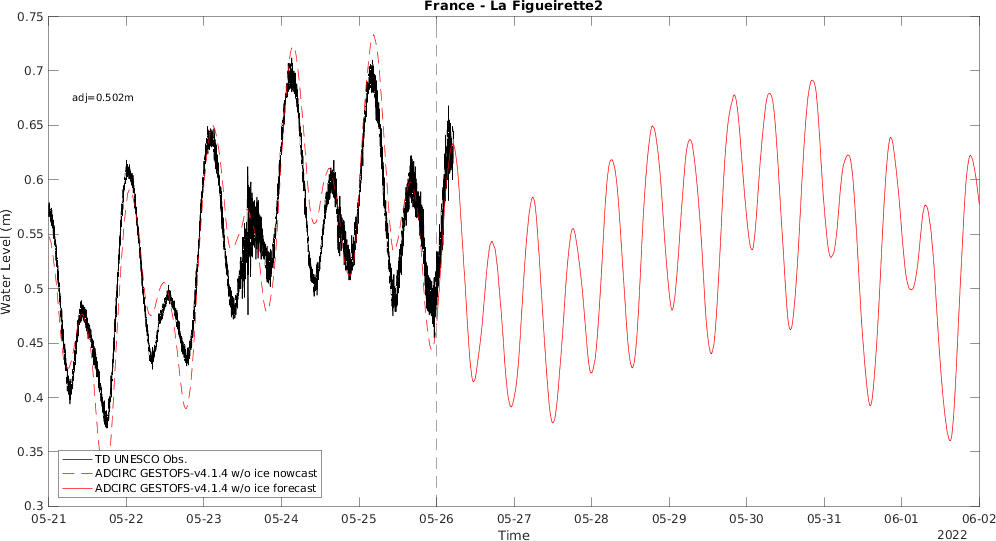 France - La Figueirette2
0.75
0.7
0.65
0.6
0.55
0.5
0.45
0.4
0.35
0.3
Water Level (m)
adj=0.502m
TD UNESCO Obs.
ADCIRC GESTOFS-v4.1.4 w/o ice nowcast
ADCIRC GESTOFS-v4.1.4 w/o ice forecast
05-21 05-22 05-23 05-24 05-25 05-26 05-27 05-28 05-29 05-30 05-31 06-01 06-02
Time
2022